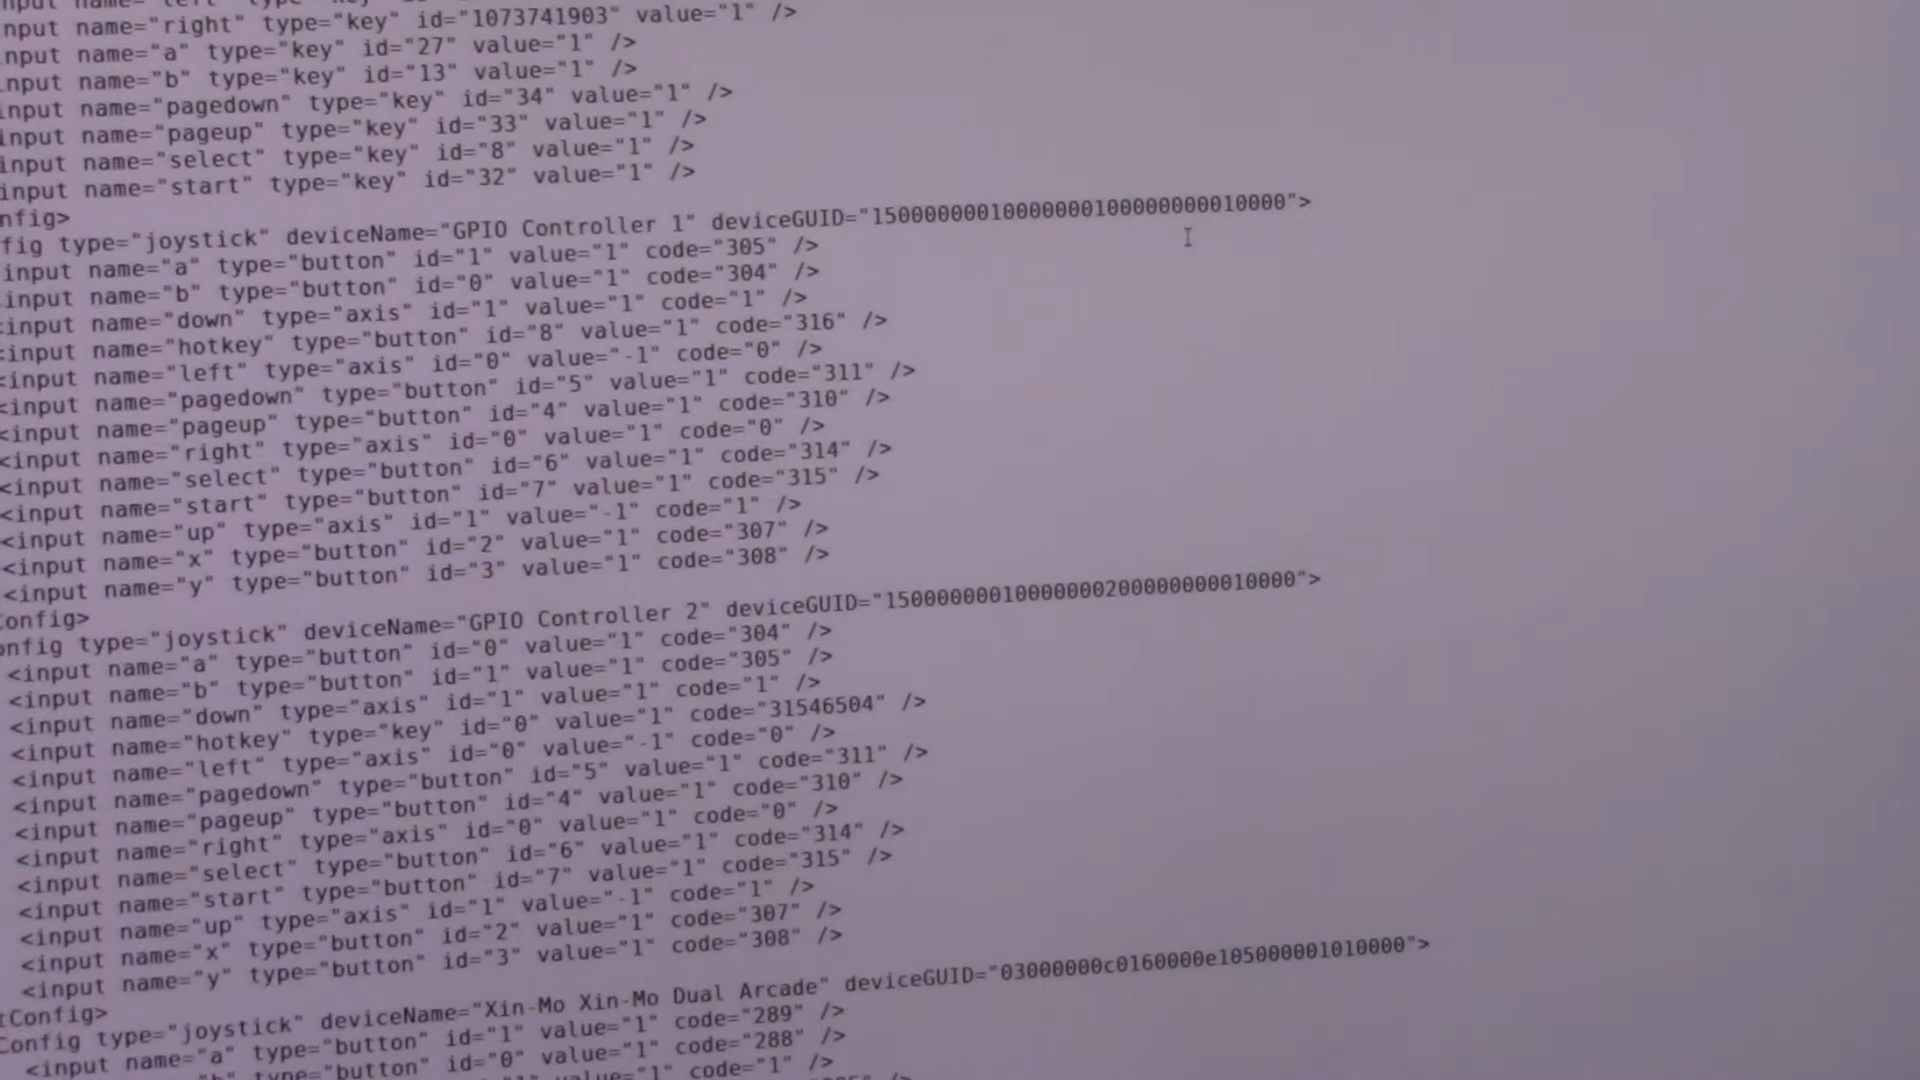 nput name="left" type="key"
nput name="right" type="key" id="1073741903" value="1" />
nput name="a" type="key" id="27" value="1" />
input name="b" type="key" id="13" value="1" />
input name="pagedown" type="key" id="34" value="1" />
input name="pageup" type="key" id="33" value="1" />
input name="select" type="key" id="8" value="1" />
input name="start" type="key" id="32" value="1" />
nfig>
fig type="joystick" deviceName="GPIO Controller 1" deviceGUID="15000000010000000100000000010000">
input name="a" type="button" id="1" value="1" code="305" />
input name="b" type="button" id="0" value="1" code="304" />
<input name="down" type="axis" id="1" value="1" code="1" />
<input name="hotkey" type="button" id="8" value="1" code="316" />
<input name="left" type="axis" id="0" value="-1" code="0" />
<input name="pagedown" type="button" id="5" value="1" code="311" />
<input name="pageup" type="button" id="4" value="1" code="310" />
<input name="right" type="axis" id="0" value="1" code="0" />
<input name="select" type="button" id="6" value="1" code="314" />
<input name="start" type="button" id="7" value="1" code="315" />
<input name="up" type="axis" id="1" value="-1" code="1" />
<input name="x" type="button" id="2" value="1" code="307" />
<input name="y" type="button" id="3" value="1" code="308" />
Config>
onfig type="joystick" deviceName="GPIO Controller 2" deviceGUID="15000000010000000200000000010000">
<input name="a" type="button" id="0" value="1" code="304" />
<input name="b" type="button" id="1" value="1" code="305" />
<input name="down" type="axis" id="1" value="1" code="1" />
<input name="hotkey" type="key" id="0" value="1" code="31546504" />
<input name="left" type="axis" id="0" value="-1" code="0" />
<input name="pagedown" type="button" id="5" value="1" code="311" />
<input name="pageup" type="button" id="4" value="1" code="310" />
<input name="right" type="axis" id="0" value="1" code="0" />
<input name="select" type="button" id="6" value="1" code="314" />
<input name="start" type="button" id="7" value="1" code="315" />
<input name="up" type="axis" id="1" value="-1" code="1" />
<input name="x" type="button" id="2" value="1" code="307" />
<input name="y" type="button" id="3" value="1" code="308" />
tConfig>
Config type="joystick" deviceName="Xin-Mo Xin-Mo Dual Arcade" deviceGUID="03000000c0160000e105000001010000">
<input name="a" type="button" id="1" value="1" code="289" />
"b" type="button" id="0" value="1" code="288" />
value="1" code="1" />